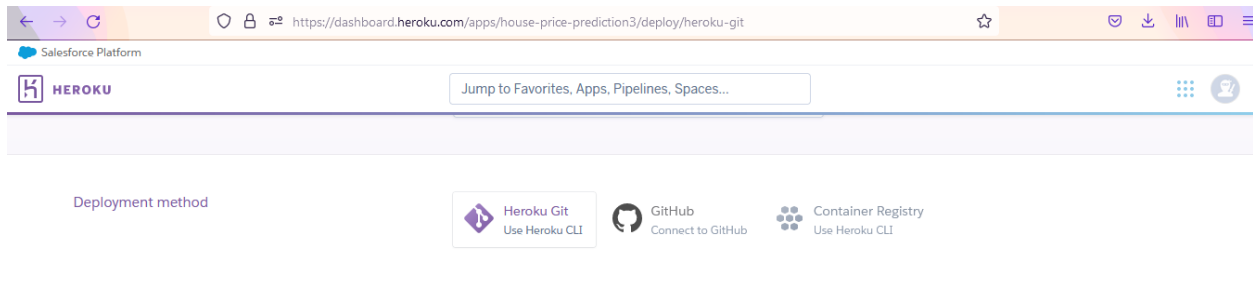 https://dashboard.heroku.com/apps/house-price-prediction3/deploy/heroku-git
Salesforce Platform
HEROKU
Jump to Favorites, Apps, Pipelines, Spaces...
Deployment method
Heroku Git
Use Heroku CLI
GitHub
Connect to GitHub
Container Registry
Use Heroku CLI